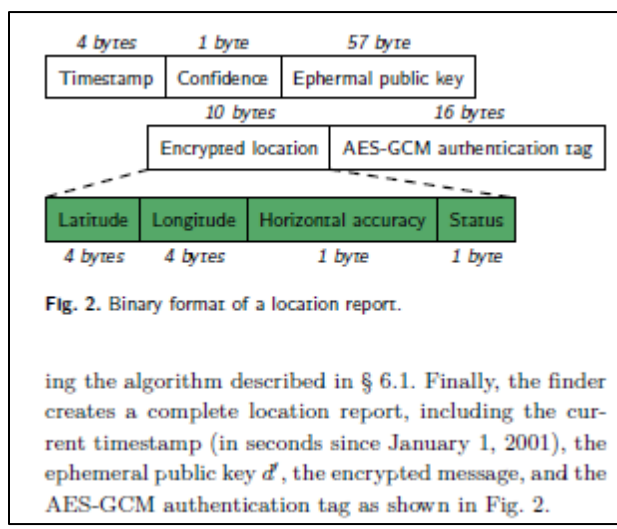 4 bytes 1 byte 57 byte
Timestamp Confidence Ephermal public key
10 bytes 16 bytes
Encrypted location AES-GCM authentication tag
Latitude Longitude Horizontal accuracy Status
4 bytes 4 bytes 1 byte 1 byte
Fig. 2. Binary format of a location report.
ing the algorithm described in § 6.1. Finally, the finder
creates a complete location report, including the cur-
rent timestamp (in seconds since January 1, 2001), the
ephemeral public key d′, the encrypted message, and the
AES-GCM authentication tag as shown in Fig. 2.